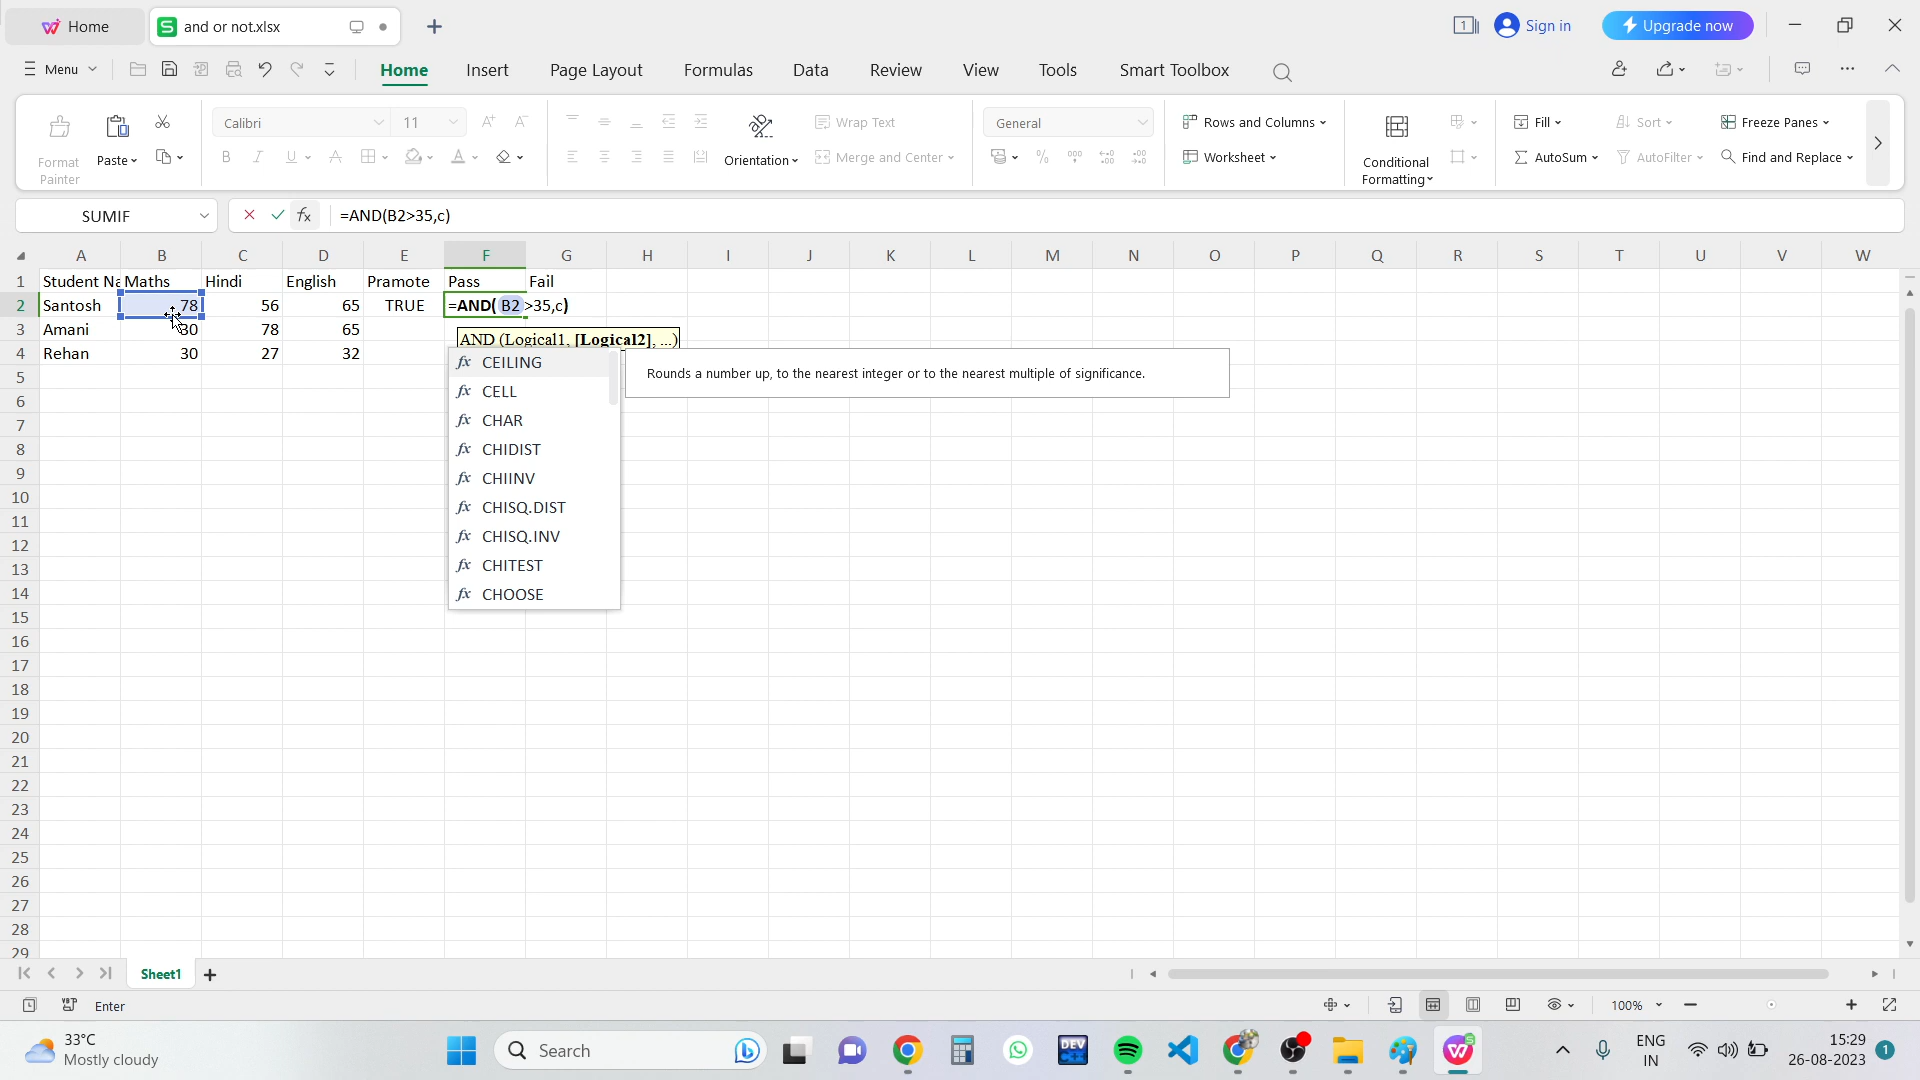 Home
and or not.xlsx
1
Sign in
Upgrade now
Menu
Home
Insert
Page Layout
Formulas
Data
Review
View
Tools
Smart Toolbox
Format
Painter
Paste
Calibri
11
Orientation
Wrap Text
Merge and Center
General
Rows and Columns
Worksheet
Conditional
Formatting
Fill
Sort
Freeze Panes
AutoSum
AutoFilter
Find and Replace
SUMIF
=AND(B2>35,c)
A B C D E F G H I J K L M N O P Q R S T U V W
1 Student Na Maths Hindi English Pramote Pass Fail
2 Santosh 78 56 65 TRUE =AND( B2 >35,c)
3 Amani 30 78 65
4 Rehan 30 27 32
AND (Logical1, [Logical2], ...)
CEILING
Rounds a number up, to the nearest integer or to the nearest multiple of significance.
CELL
CHAR
CHIDIST
CHIINV
CHISQ.DIST
CHISQ.INV
CHITEST
CHOOSE
5
6
7
8
9
10
11
12
13
14
15
16
17
18
19
20
21
22
23
24
25
26
27
28
29
Sheet1
Enter
100%
33°C
Mostly cloudy
Search
DEV
ENG
IN
15:29
26-08-2023
1